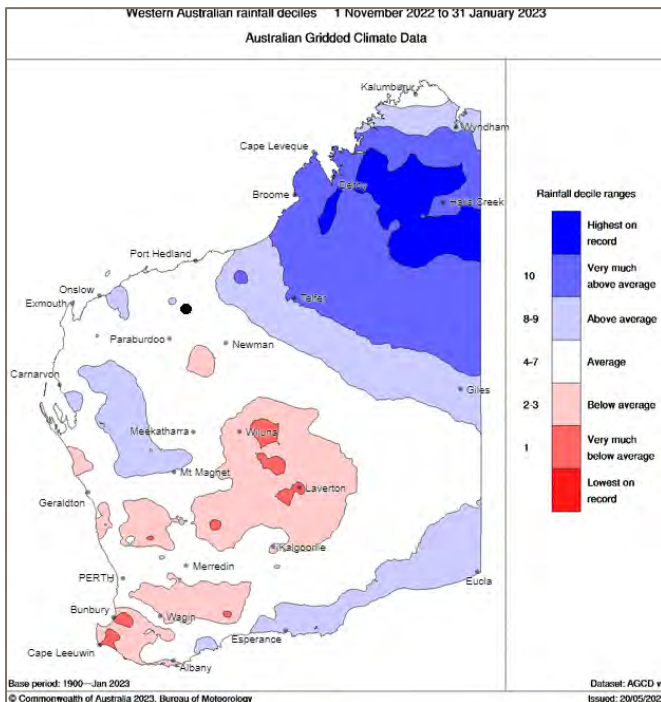 Western Australian rainfall deciles 1 November 2022 to 31 January 2023
Australian Gridded Climate Data
Kalumburu
Wyndham
Cape Leveque
Derby
Broome
Halls Creek
Port Hedland
Onslow
Exmouth
Telfer
Paraburdoo
Newman
Carnarvon
Giles
Meekatharra
Wiluna
Mt Magnet
Laverton
Geraldton
Kalgoorlie
Merredin
PERTH
Eucla
Bunbury
Wagin
Esperance
Cape Leeuwin
Albany
Rainfall decile ranges
Highest on
record
10
Very much
above average
8-9
Above average
4-7
Average
2-3
Below average
1
Very much
below average
Lowest on
record
Base period: 1900—Jan 2023
Dataset: AGCD v
© Commonwealth of Australia 2023, Bureau of Meteorology
Issued: 20/05/202